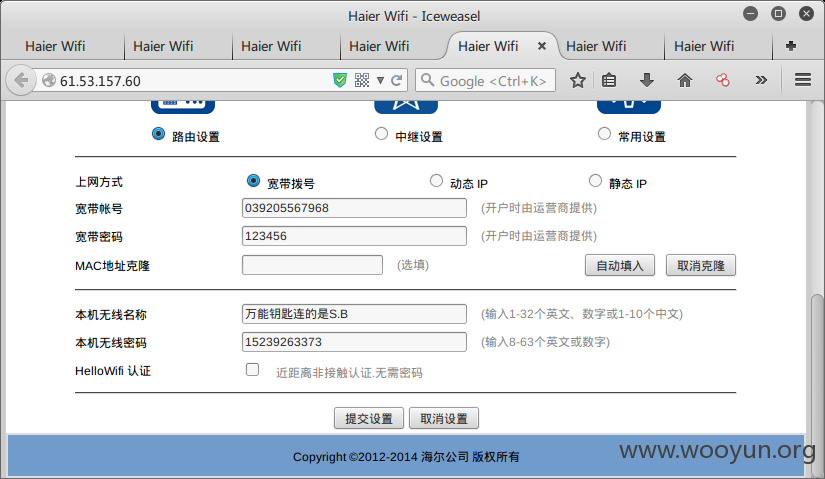 Haier Wifi - Iceweasel
Haier Wifi Haier Wifi Haier Wifi Haier Wifi Haier Wifi Haier Wifi Haier Wifi
61.53.157.60 Google <Ctrl+K>
路由设置 中继设置 常用设置
上网方式 宽带拨号 动态 IP 静态 IP
宽带帐号 039205567968 (开户时由运营商提供)
宽带密码 123456 (开户时由运营商提供)
MAC地址克隆 (选填) 自动填入 取消克隆
本机无线名称 万能钥匙连的是S.B (输入1-32个英文、数字或1-10个中文)
本机无线密码 15239263373 (输入8-63个英文或数字)
HelloWifi 认证 近距离非接触认证.无需密码
提交设置 取消设置
Copyright ©2012-2014 海尔公司 版权所有
www.wooyun.org